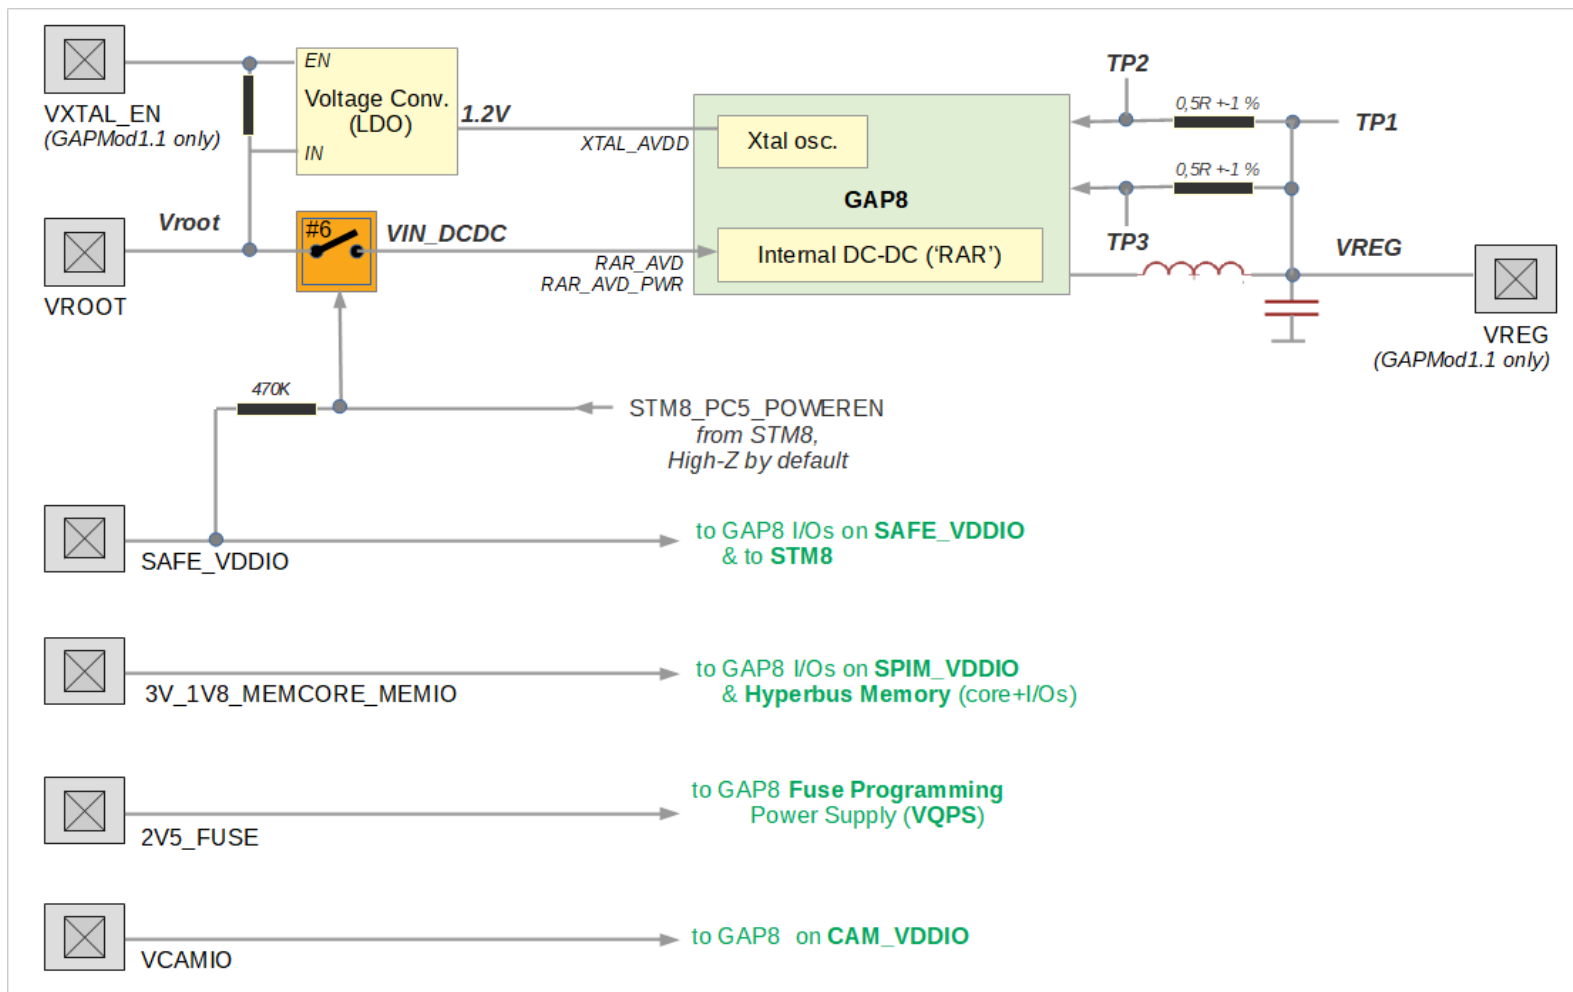 VXTAL_EN
(GAPMod1.1 only)
EN
Voltage Conv.
(LDO)
IN
1.2V
XTAL_AVDD
Xtal osc.
GAP8
Internal DC-DC (‘RAR’)
TP2
0,5R +-1 %
TP1
0,5R +-1 %
TP3
VREG
VREG
(GAPMod1.1 only)
Vroot
VROOT
#6
VIN_DCDC
RAR_AVD
RAR_AVD_PWR
470K
STM8_PC5_POWEREN
from STM8,
High-Z by default
SAFE_VDDIO
to GAP8 I/Os on SAFE_VDDIO
& to STM8
3V_1V8_MEMCORE_MEMIO
to GAP8 I/Os on SPIM_VDDIO
& Hyperbus Memory (core+I/Os)
2V5_FUSE
to GAP8 Fuse Programming
Power Supply (VQPS)
VCAMIO
to GAP8 on CAM_VDDIO